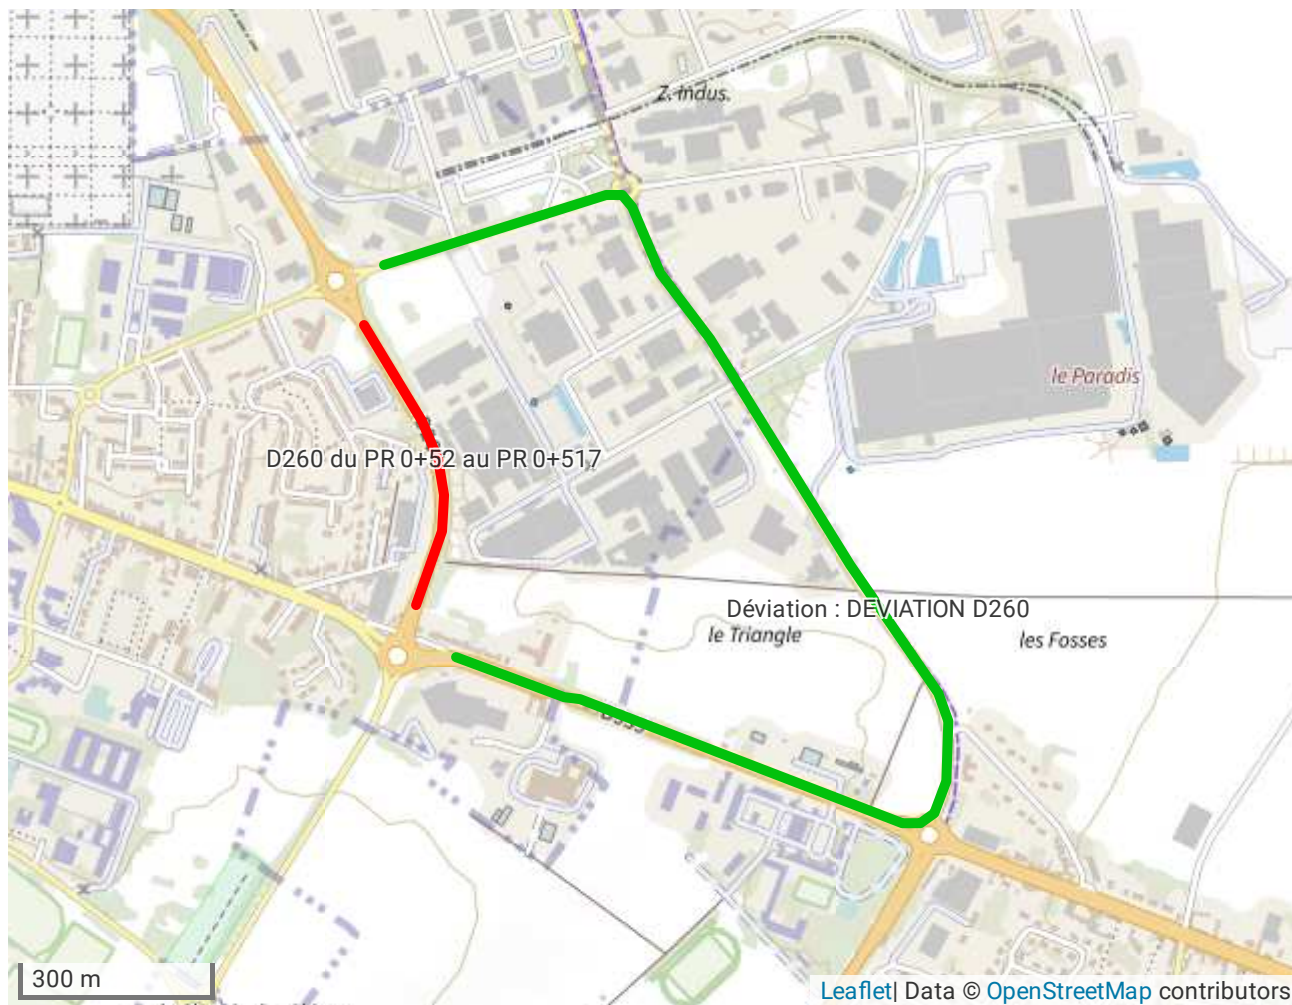 Z. indus.
le Paradis
D260 du PR 0+52 au PR 0+517
Déviation : DEVIATION D260
le Triangle
les Fosses
300 m
Leaflet| Data © OpenStreetMap contributors